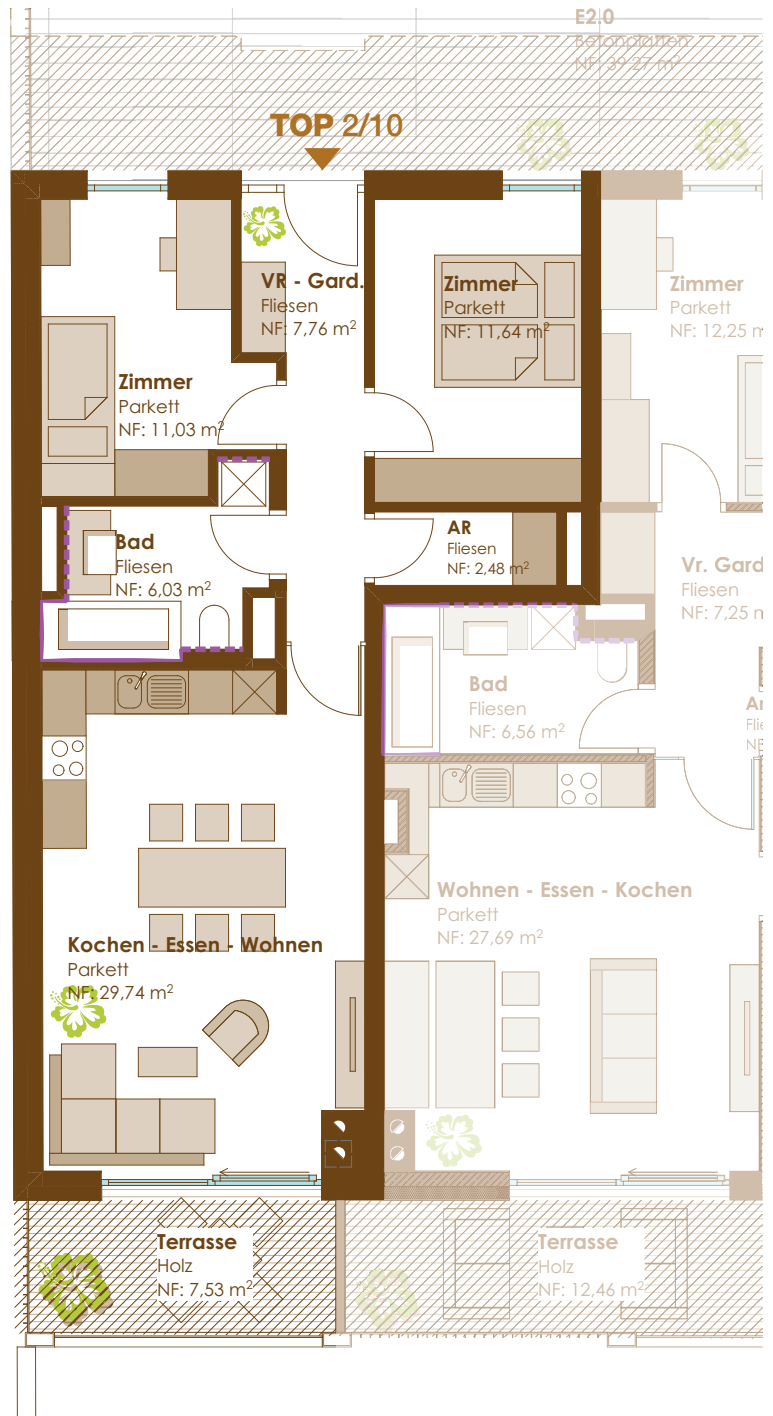 E2.0
Betonplatten
NF: 39,27 m²
TOP 2/10
VR - Gard.
Fliesen
NF: 7,76 m²
Zimmer
Parkett
NF: 11,64 m²
Zimmer
Parkett
NF: 12,25 m
Zimmer
Parkett
NF: 11,03 m²
Bad
Fliesen
NF: 6,03 m²
AR
Fliesen
NF: 2,48 m²
Vr. Gard
Fliesen
NF: 7,25 m
Bad
Fliesen
NF: 6,56 m²
Ar
Flie
NF
Wohnen - Essen - Kochen
Parkett
NF: 27,69 m²
Kochen - Essen - Wohnen
Parkett
NF: 29,74 m²
Terrasse
Holz
NF: 7,53 m²
Terrasse
Holz
NF: 12,46 m²